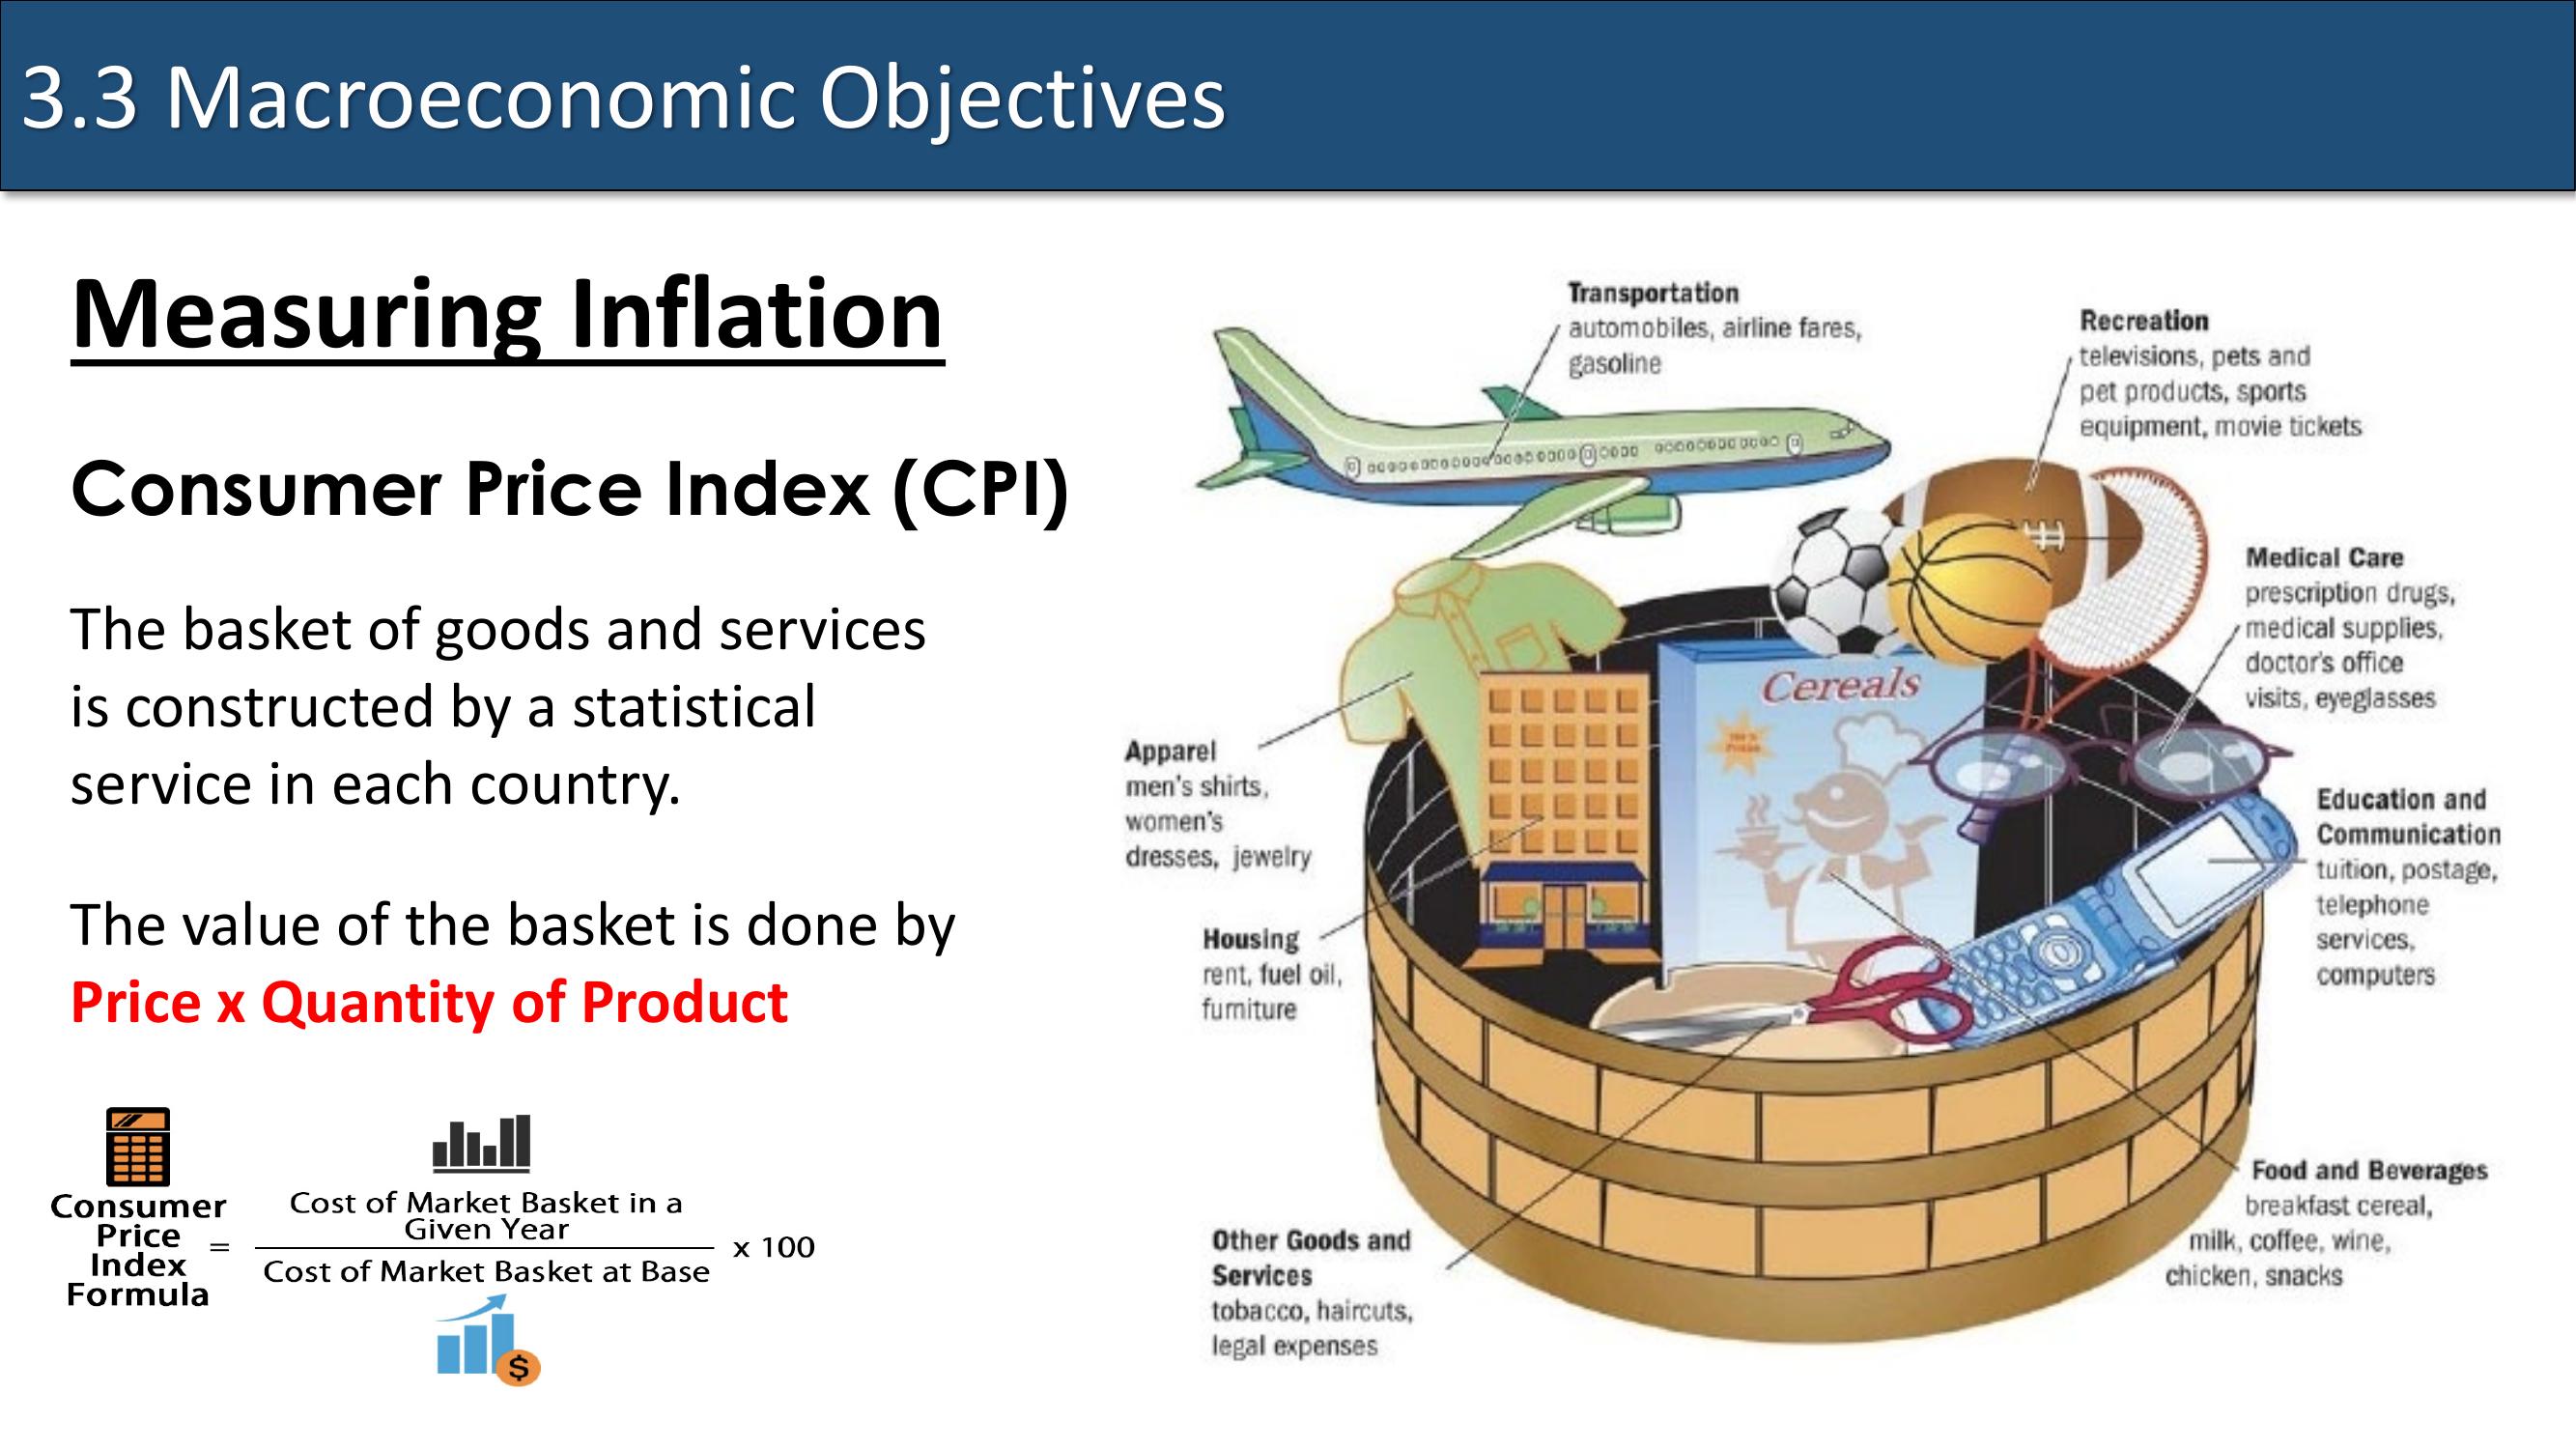 3.3 Macroeconomic Objectives
Measuring Inflation
Consumer Price Index (CPI)
The basket of goods and services
is constructed by a statistical
service in each country.
The value of the basket is done by
Price x Quantity of Product
Consumer
Price
Index
Formula
=
Cost of Market Basket in a
Given Year
Cost of Market Basket at Base
x 100
$
Transportation
automobiles, airline fares,
gasoline
Recreation
televisions, pets and
pet products, sports
equipment, movie tickets
Medical Care
prescription drugs,
medical supplies,
doctor's office
visits, eyeglasses
Cereals
Apparel
men's shirts,
women's
dresses, jewelry
Education and
Communication
tuition, postage,
telephone
services,
computers
Housing
rent, fuel oil,
furniture
Food and Beverages
breakfast cereal,
milk, coffee, wine,
chicken, snacks
Other Goods and
Services
tobacco, haircuts,
legal expenses